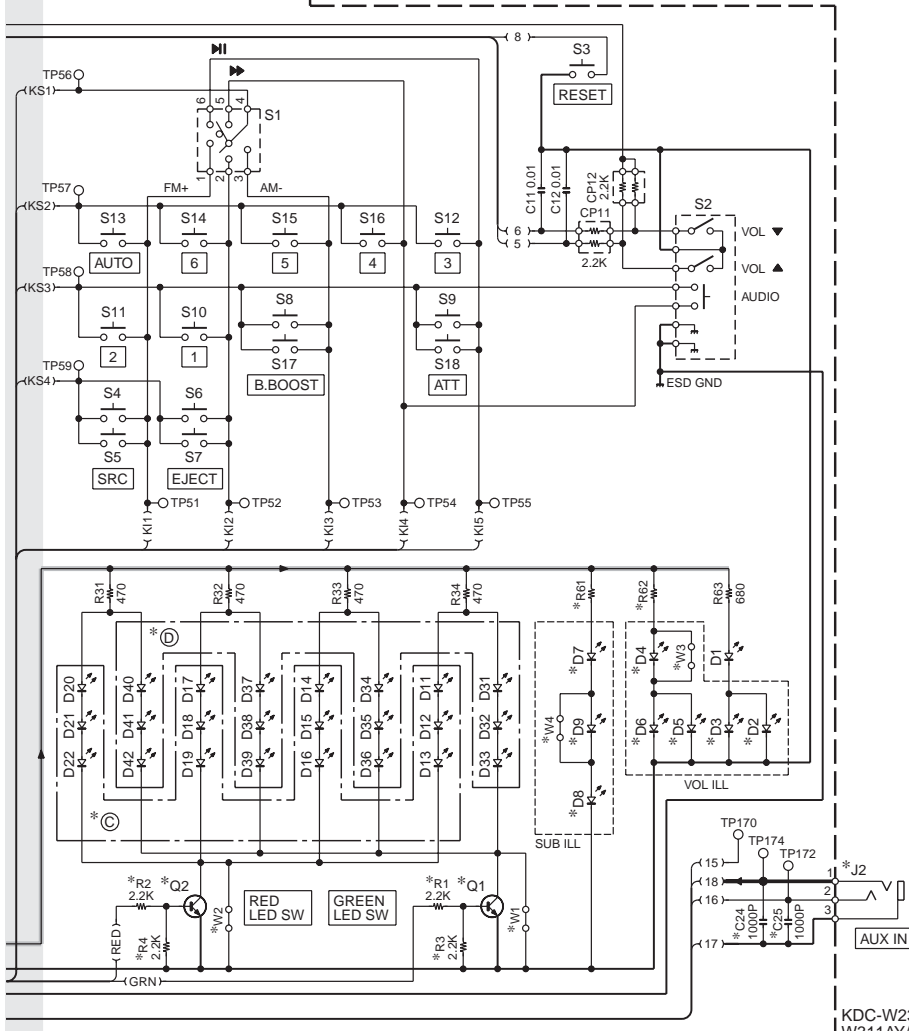 8
S3
RESET
TP56
KS1
6 5 4
S1
1 2 3
TP57
FM+ AM-
KS2
S13 S14 S15 S16 S12
AUTO 6 5 4 3
C11 0.01
C12 0.01
CP12
2.2K
CP11
6
5
2.2K
S2
VOL ▼
VOL ▲
AUDIO
ESD GND
TP58
KS3
S11 S10 S8 S9
2 1 S17 S18
B.BOOST ATT
TP59
KS4
S4 S6
S5 S7
SRC EJECT
TP51 TP52 TP53 TP54 TP55
KI1 KI2 KI3 KI4 KI5
R31 470
R32 470
R33 470
R34 470
*R61
*R62
R63 680
*D
D20 D40 D17 D37 D14 D34 D11 D31
D21 D41 D18 D38 D15 D35 D12 D32
D22 D42 D19 D39 D16 D36 D13 D33
*C
*D7
*W4
*D9
*D8
SUB ILL
*D4
*W3
D1
*D6 *D5 *D3 *D2
VOL ILL
*R2 2.2K
*Q2
*R4 2.2K
*W2
RED
LED SW
GREEN
LED SW
*R1 2.2K
*Q1
*R3 2.2K
*W1
RED
GRN
TP170
TP174
TP172
15
18
16
17
*C24 1000P
*C25 1000P
*J2
1
2
3
AUX IN